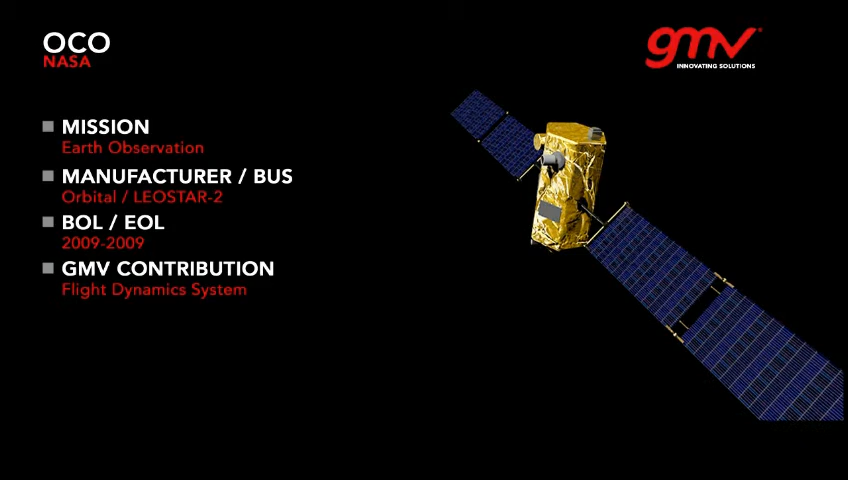 OCO
NASA
gmv
INNOVATING SOLUTIONS
MISSION
Earth Observation
MANUFACTURER / BUS
Orbital / LEOSTAR-2
BOL / EOL
2009-2009
GMV CONTRIBUTION
Flight Dynamics System